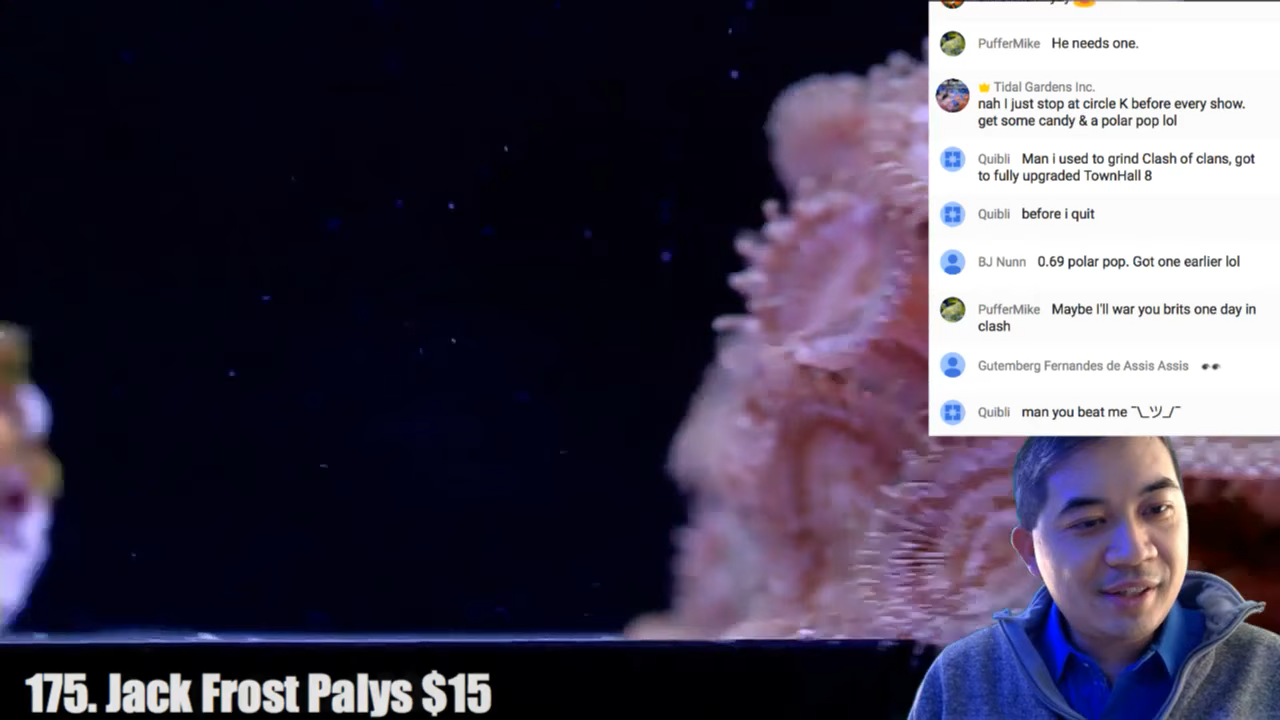 PufferMike He needs one.
Tidal Gardens Inc.
nah I just stop at circle K before every show.
get some candy & a polar pop lol
Quibli Man i used to grind Clash of clans, got
to fully upgraded TownHall 8
Quibli before i quit
BJ Nunn 0.69 polar pop. Got one earlier lol
PufferMike Maybe I'll war you brits one day in
clash
Gutemberg Fernandes de Assis Assis 👀
Quibli man you beat me ¯\_ツ_/¯
175. Jack Frost Palys $15